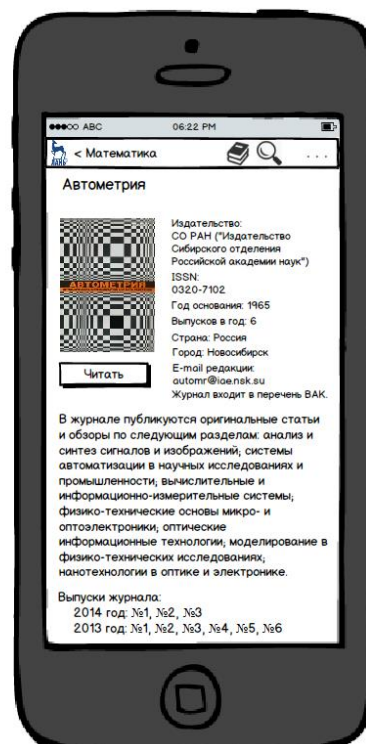 ABC 06:22 PM
ЛАНЬ < Математика ...
Автометрия
АВТОМЕТРИЯ
Читать
Издательство:
СО РАН ("Издательство
Сибирского отделения
Российской академии наук")
ISSN:
0320-7102
Год основания: 1965
Выпусков в год: 6
Страна: Россия
Город: Новосибирск
E-mail редакции:
automr@iae.nsk.su
Журнал входит в перечень ВАК.
В журнале публикуются оригинальные статьи
и обзоры по следующим разделам: анализ и
синтез сигналов и изображений; системы
автоматизации в научных исследованиях и
промышленности; вычислительные и
информационно-измерительные системы;
физико-технические основы микро- и
оптоэлектроники; оптические
информационные технологии; моделирование в
физико-технических исследованиях;
нанотехнологии в оптике и электронике.
Выпуски журнала:
2014 год: №1, №2, №3
2013 год: №1, №2, №3, №4, №5, №6